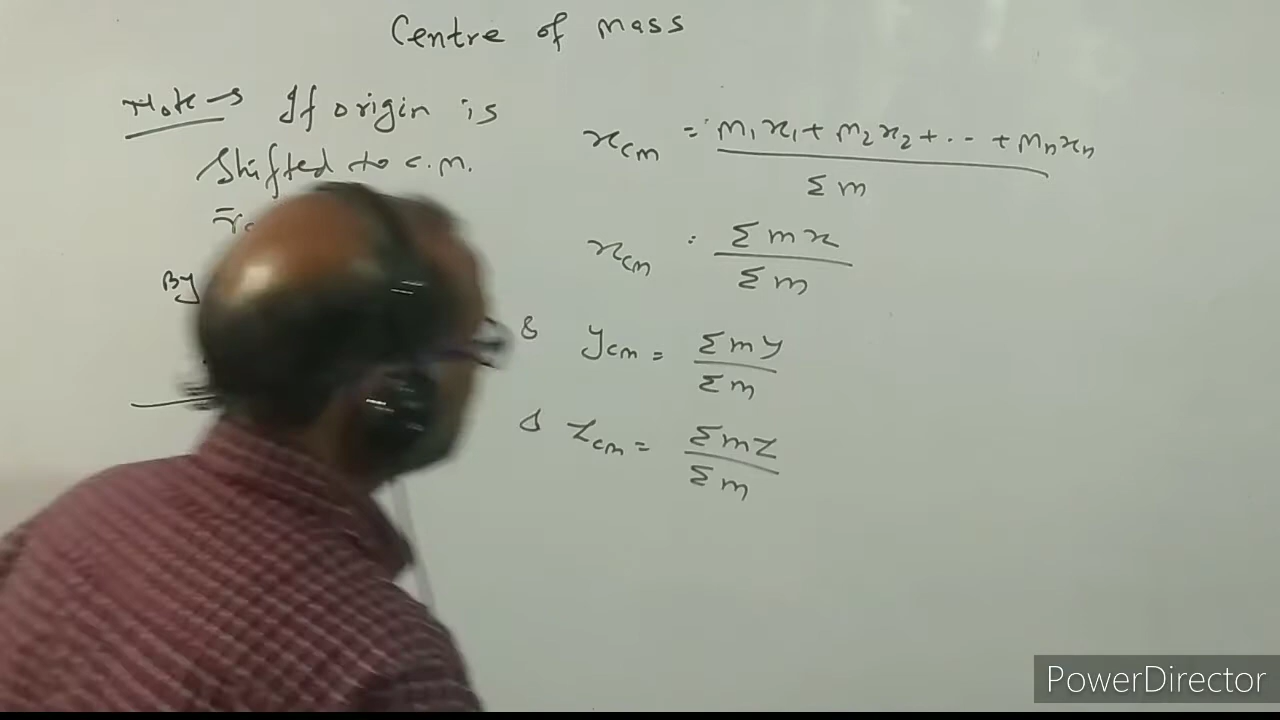 Centre of mass
Note → If origin is
shifted to c.m.
By
x_cm = m₁x₁ + m₂x₂ + ... + mₙxₙ
Σm
x_cm = Σmx
Σm
& y_cm = Σmy
Σm
& z_cm = Σmz
Σm
PowerDirector